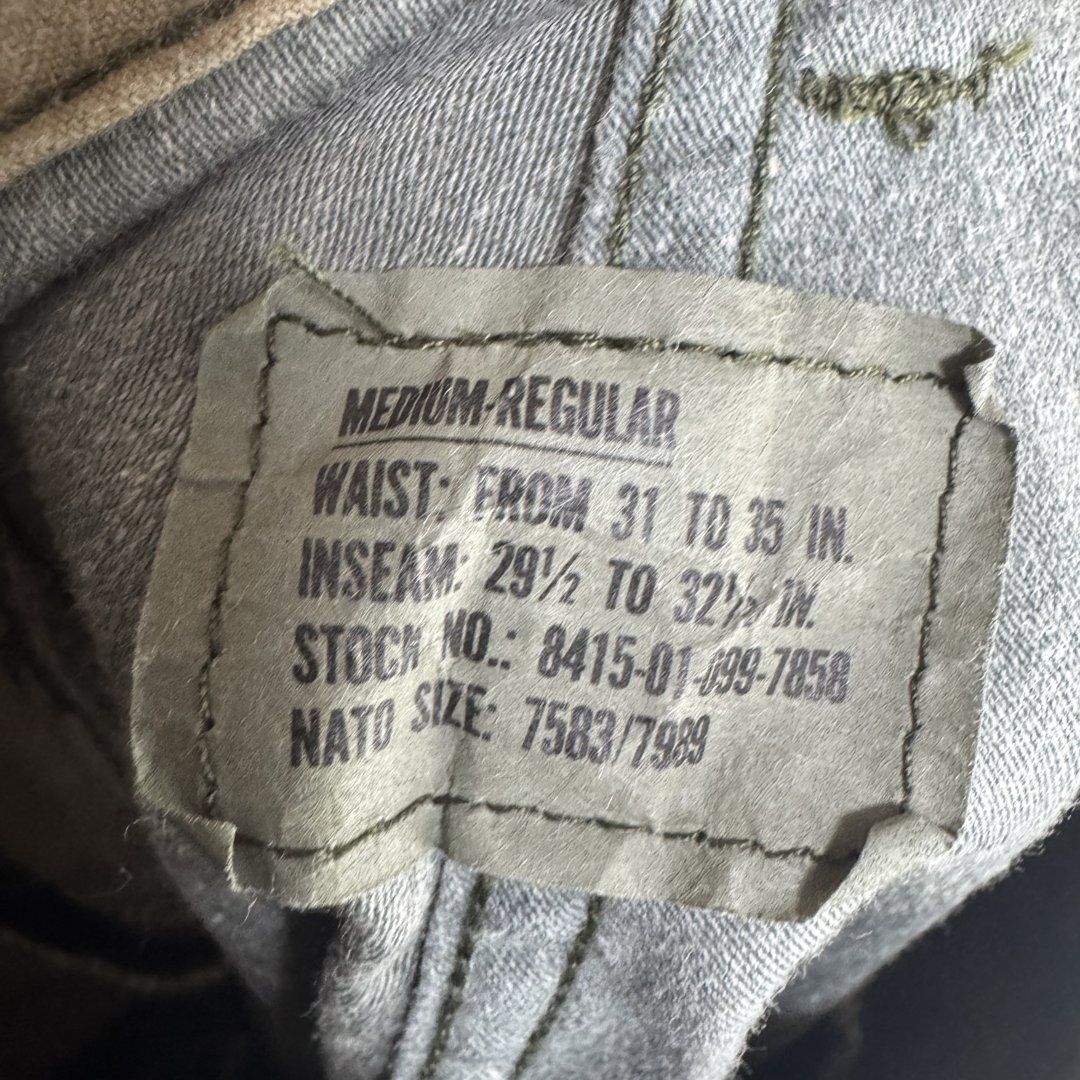 MEDIUM-REGULAR
WAIST: FROM 31 TO 35 IN.
INSEAM: 29½ TO 32½ IN.
STOCK NO.: 8415-01-099-7858
NATO SIZE: 7583/7989